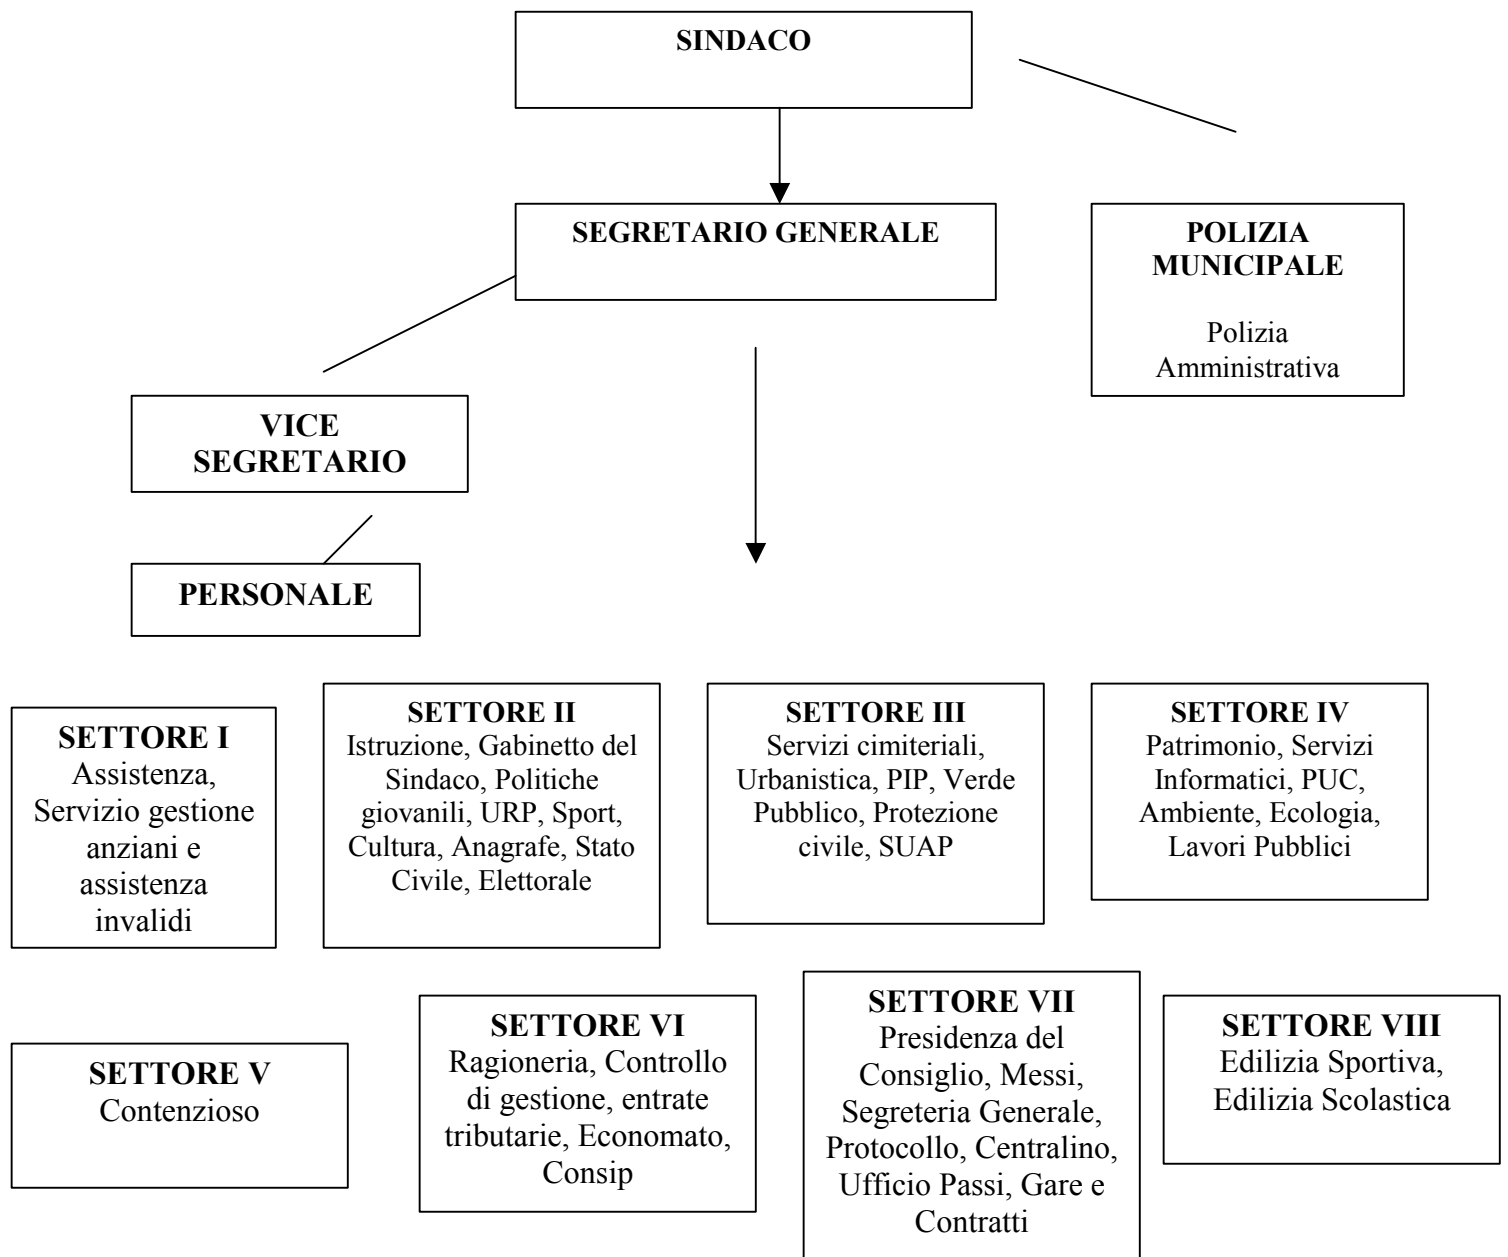 SINDACO
SEGRETARIO GENERALE
POLIZIA
MUNICIPALE
Polizia
Amministrativa
VICE
SEGRETARIO
PERSONALE
SETTORE I
Assistenza,
Servizio gestione
anziani e
assistenza
invalidi
SETTORE II
Istruzione, Gabinetto del
Sindaco, Politiche
giovanili, URP, Sport,
Cultura, Anagrafe, Stato
Civile, Elettorale
SETTORE III
Servizi cimiteriali,
Urbanistica, PIP, Verde
Pubblico, Protezione
civile, SUAP
SETTORE IV
Patrimonio, Servizi
Informatici, PUC,
Ambiente, Ecologia,
Lavori Pubblici
SETTORE V
Contenzioso
SETTORE VI
Ragioneria, Controllo
di gestione, entrate
tributarie, Economato,
Consip
SETTORE VII
Presidenza del
Consiglio, Messi,
Segreteria Generale,
Protocollo, Centralino,
Ufficio Passi, Gare e
Contratti
SETTORE VIII
Edilizia Sportiva,
Edilizia Scolastica